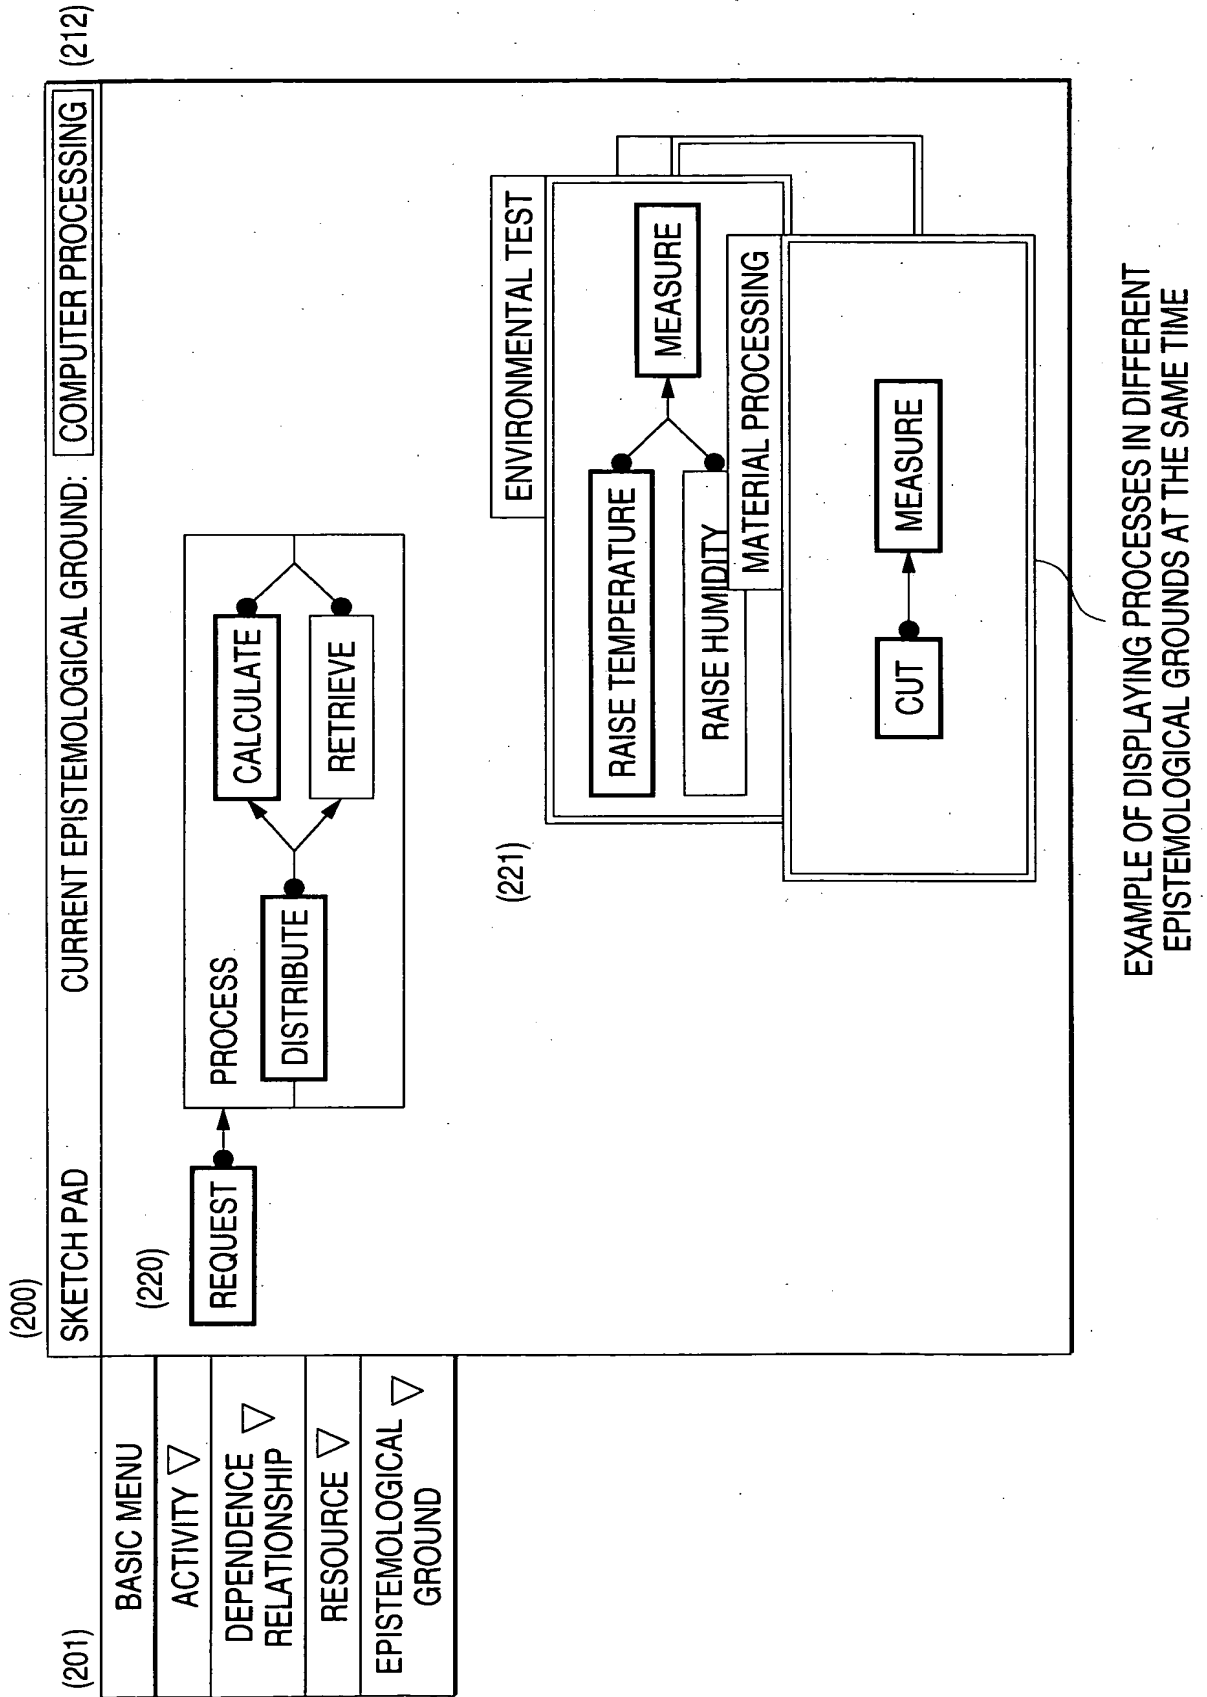 (200)
SKETCH PAD
CURRENT EPISTEMOLOGICAL GROUND: COMPUTER PROCESSING
(212)
(201)
BASIC MENU
ACTIVITY ▽
DEPENDENCE ▽
RELATIONSHIP
RESOURCE ▽
EPISTEMOLOGICAL ▽
GROUND
(220)
REQUEST
PROCESS
DISTRIBUTE
CALCULATE
RETRIEVE
(221)
ENVIRONMENTAL TEST
RAISE TEMPERATURE
MEASURE
RAISE HUMIDITY
MATERIAL PROCESSING
CUT
MEASURE
EXAMPLE OF DISPLAYING PROCESSES IN DIFFERENT
EPISTEMOLOGICAL GROUNDS AT THE SAME TIME